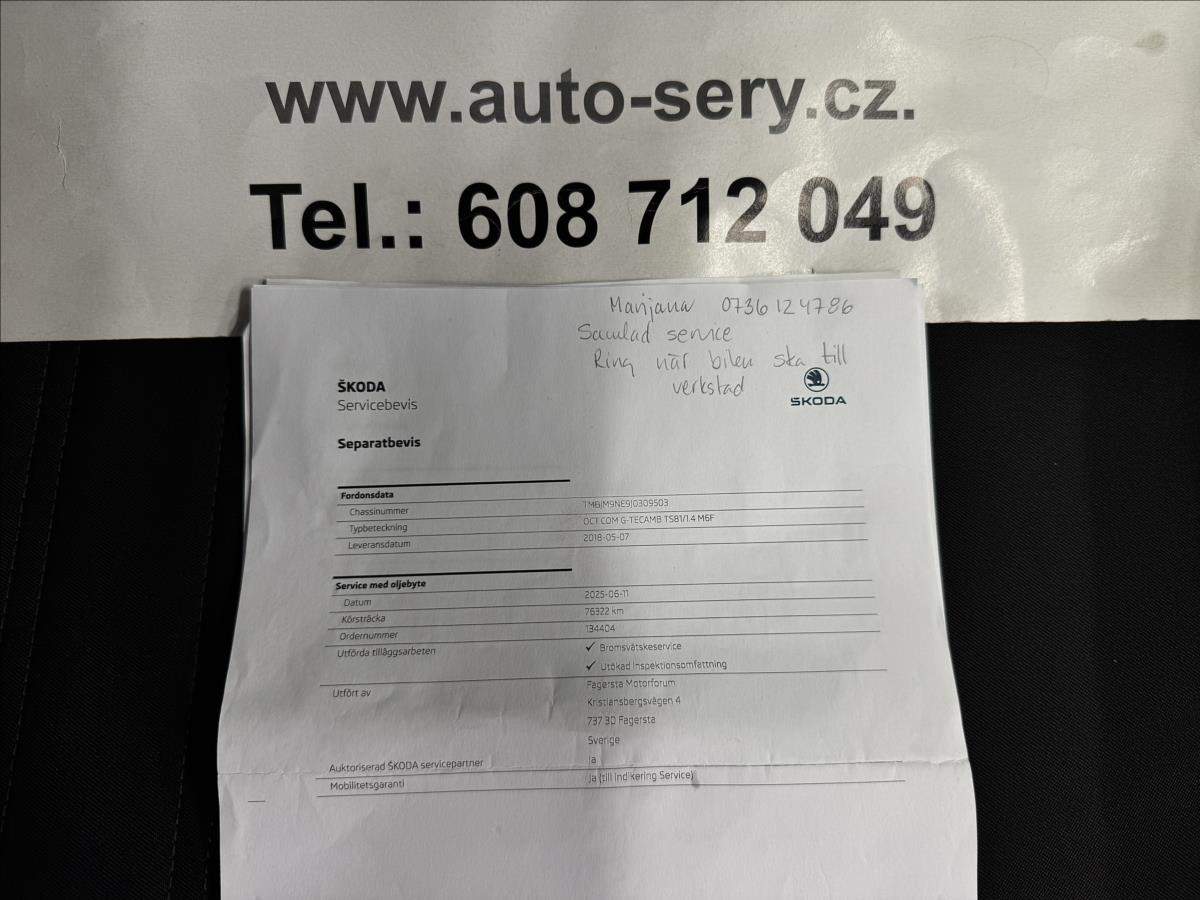 www.auto-sery.cz.
Tel.: 608 712 049
Marijana 0736124786
Samlad service
Ring när bilen ska till
verkstad
ŠKODA
Servicebevis
ŠKODA
Separatbevis
Fordonsdata
Chassinummer TMBJM9NE9J0309503
Typbeteckning OCT COM G-TECAMB TS81/1.4 M6F
Leveransdatum 2018-05-07
Service med oljebyte
Datum 2025-06-11
Körsträcka 76322 km
Ordernummer 134404
Utförda tilläggsarbeten ✓ Bromsvätskeservice
✓ Utökad Inspektionsomfattning
Utfört av Fagersta Motorforum
Kristiansbergsvägen 4
737 30 Fagersta
Sverige
Auktoriserad ŠKODA servicepartner Ja
Mobilitetsgaranti Ja (till Indikering Service)